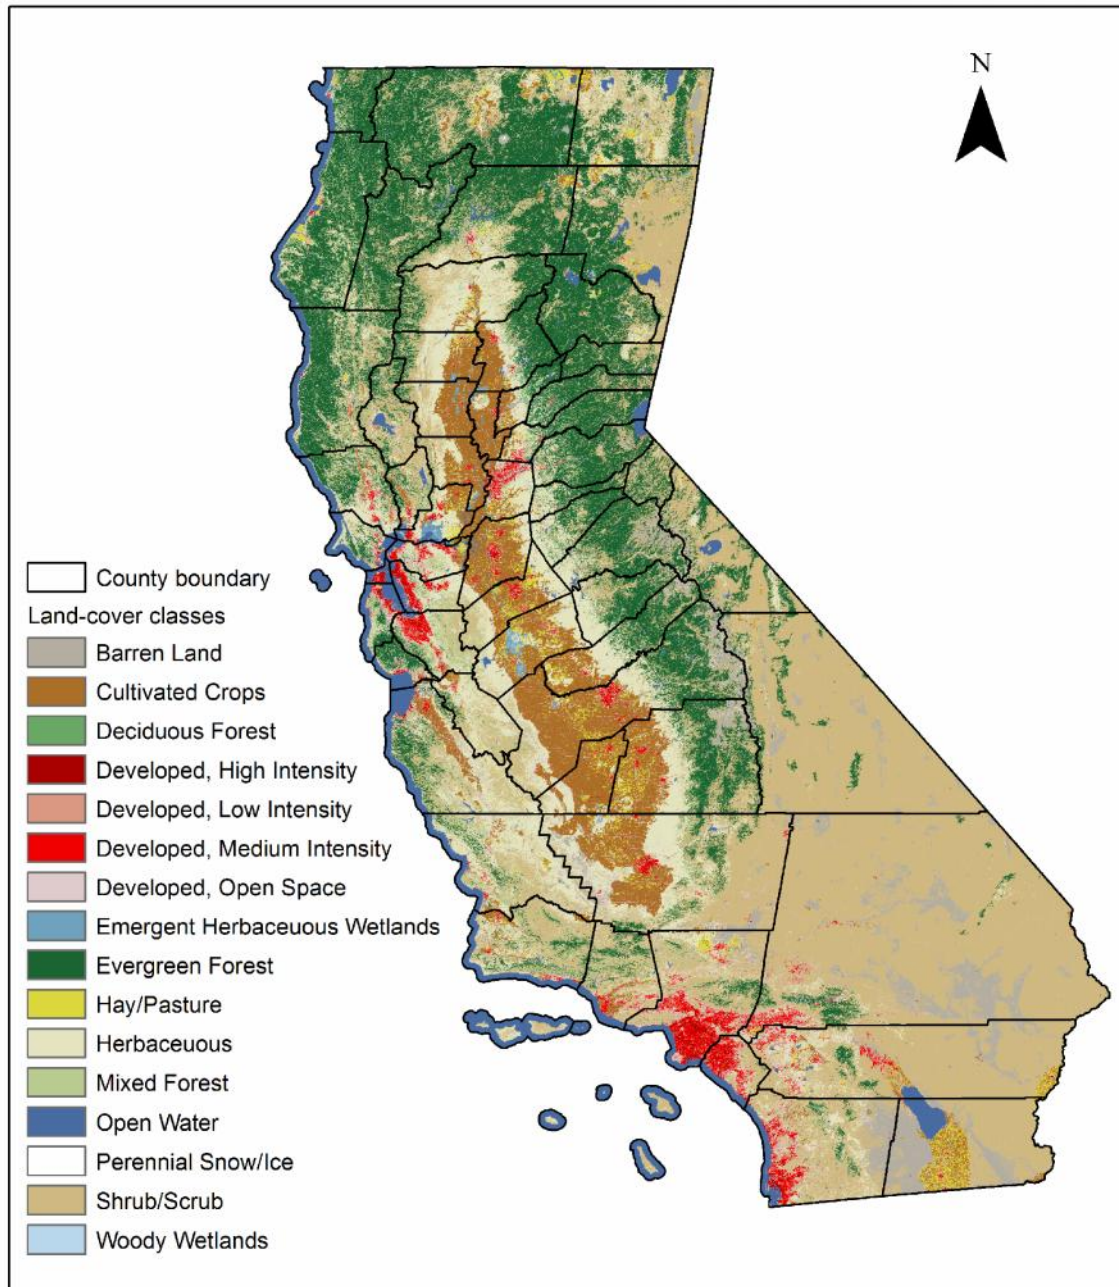 N
County boundary
Land-cover classes
Barren Land
Cultivated Crops
Deciduous Forest
Developed, High Intensity
Developed, Low Intensity
Developed, Medium Intensity
Developed, Open Space
Emergent Herbaceous Wetlands
Evergreen Forest
Hay/Pasture
Herbaceuous
Mixed Forest
Open Water
Perennial Snow/Ice
Shrub/Scrub
Woody Wetlands